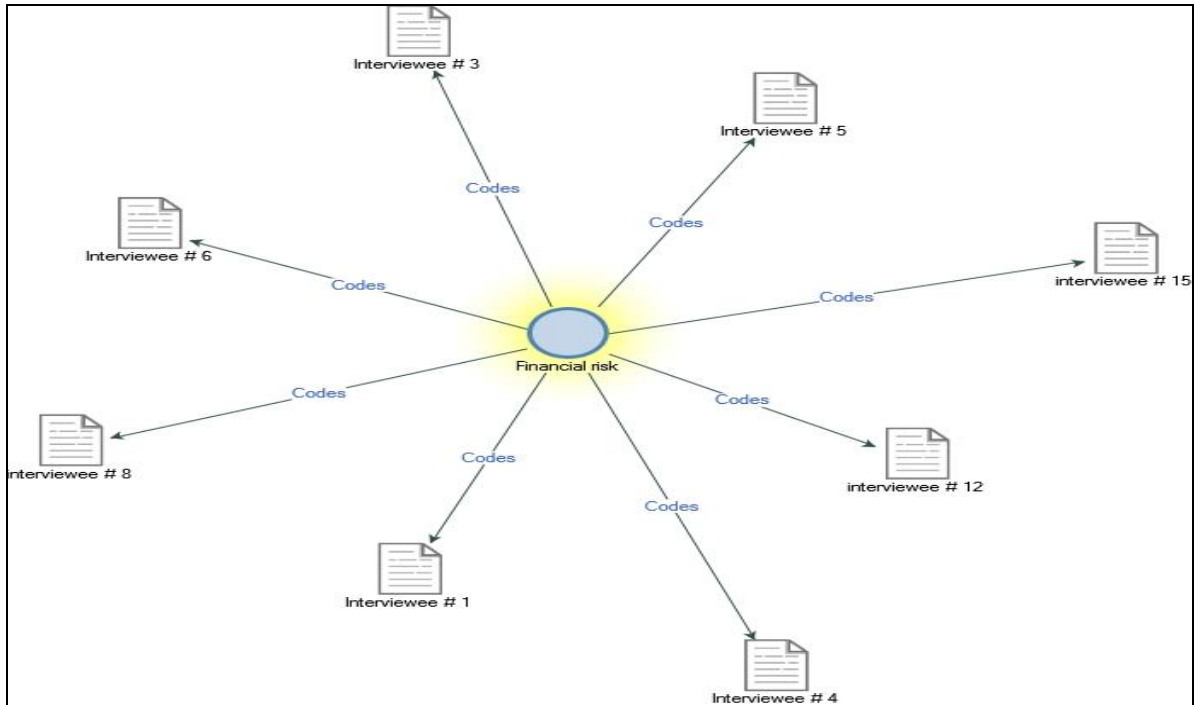 Interviewee # 3
Interviewee # 5
Codes
Codes
Interviewee # 6
interviewee # 15
Codes
Codes
Financial risk
Codes
Codes
interviewee # 8
Codes
interviewee # 12
Codes
Interviewee # 1
Interviewee # 4